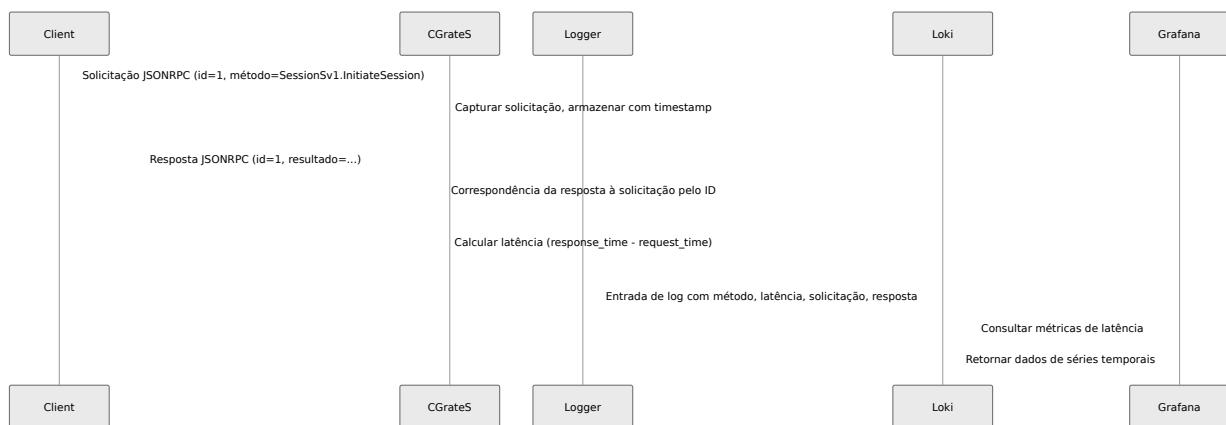 Client
CGrateS
Logger
Loki
Grafana
Solicitação JSONRPC (id=1, método=SessionSv1.InitiateSession)
Capturar solicitação, armazenar com timestamp
Resposta JSONRPC (id=1, resultado=...)
Correspondência da resposta à solicitação pelo ID
Calcular latência (response_time - request_time)
Entrada de log com método, latência, solicitação, resposta
Consultar métricas de latência
Retornar dados de séries temporais
Client
CGrateS
Logger
Loki
Grafana